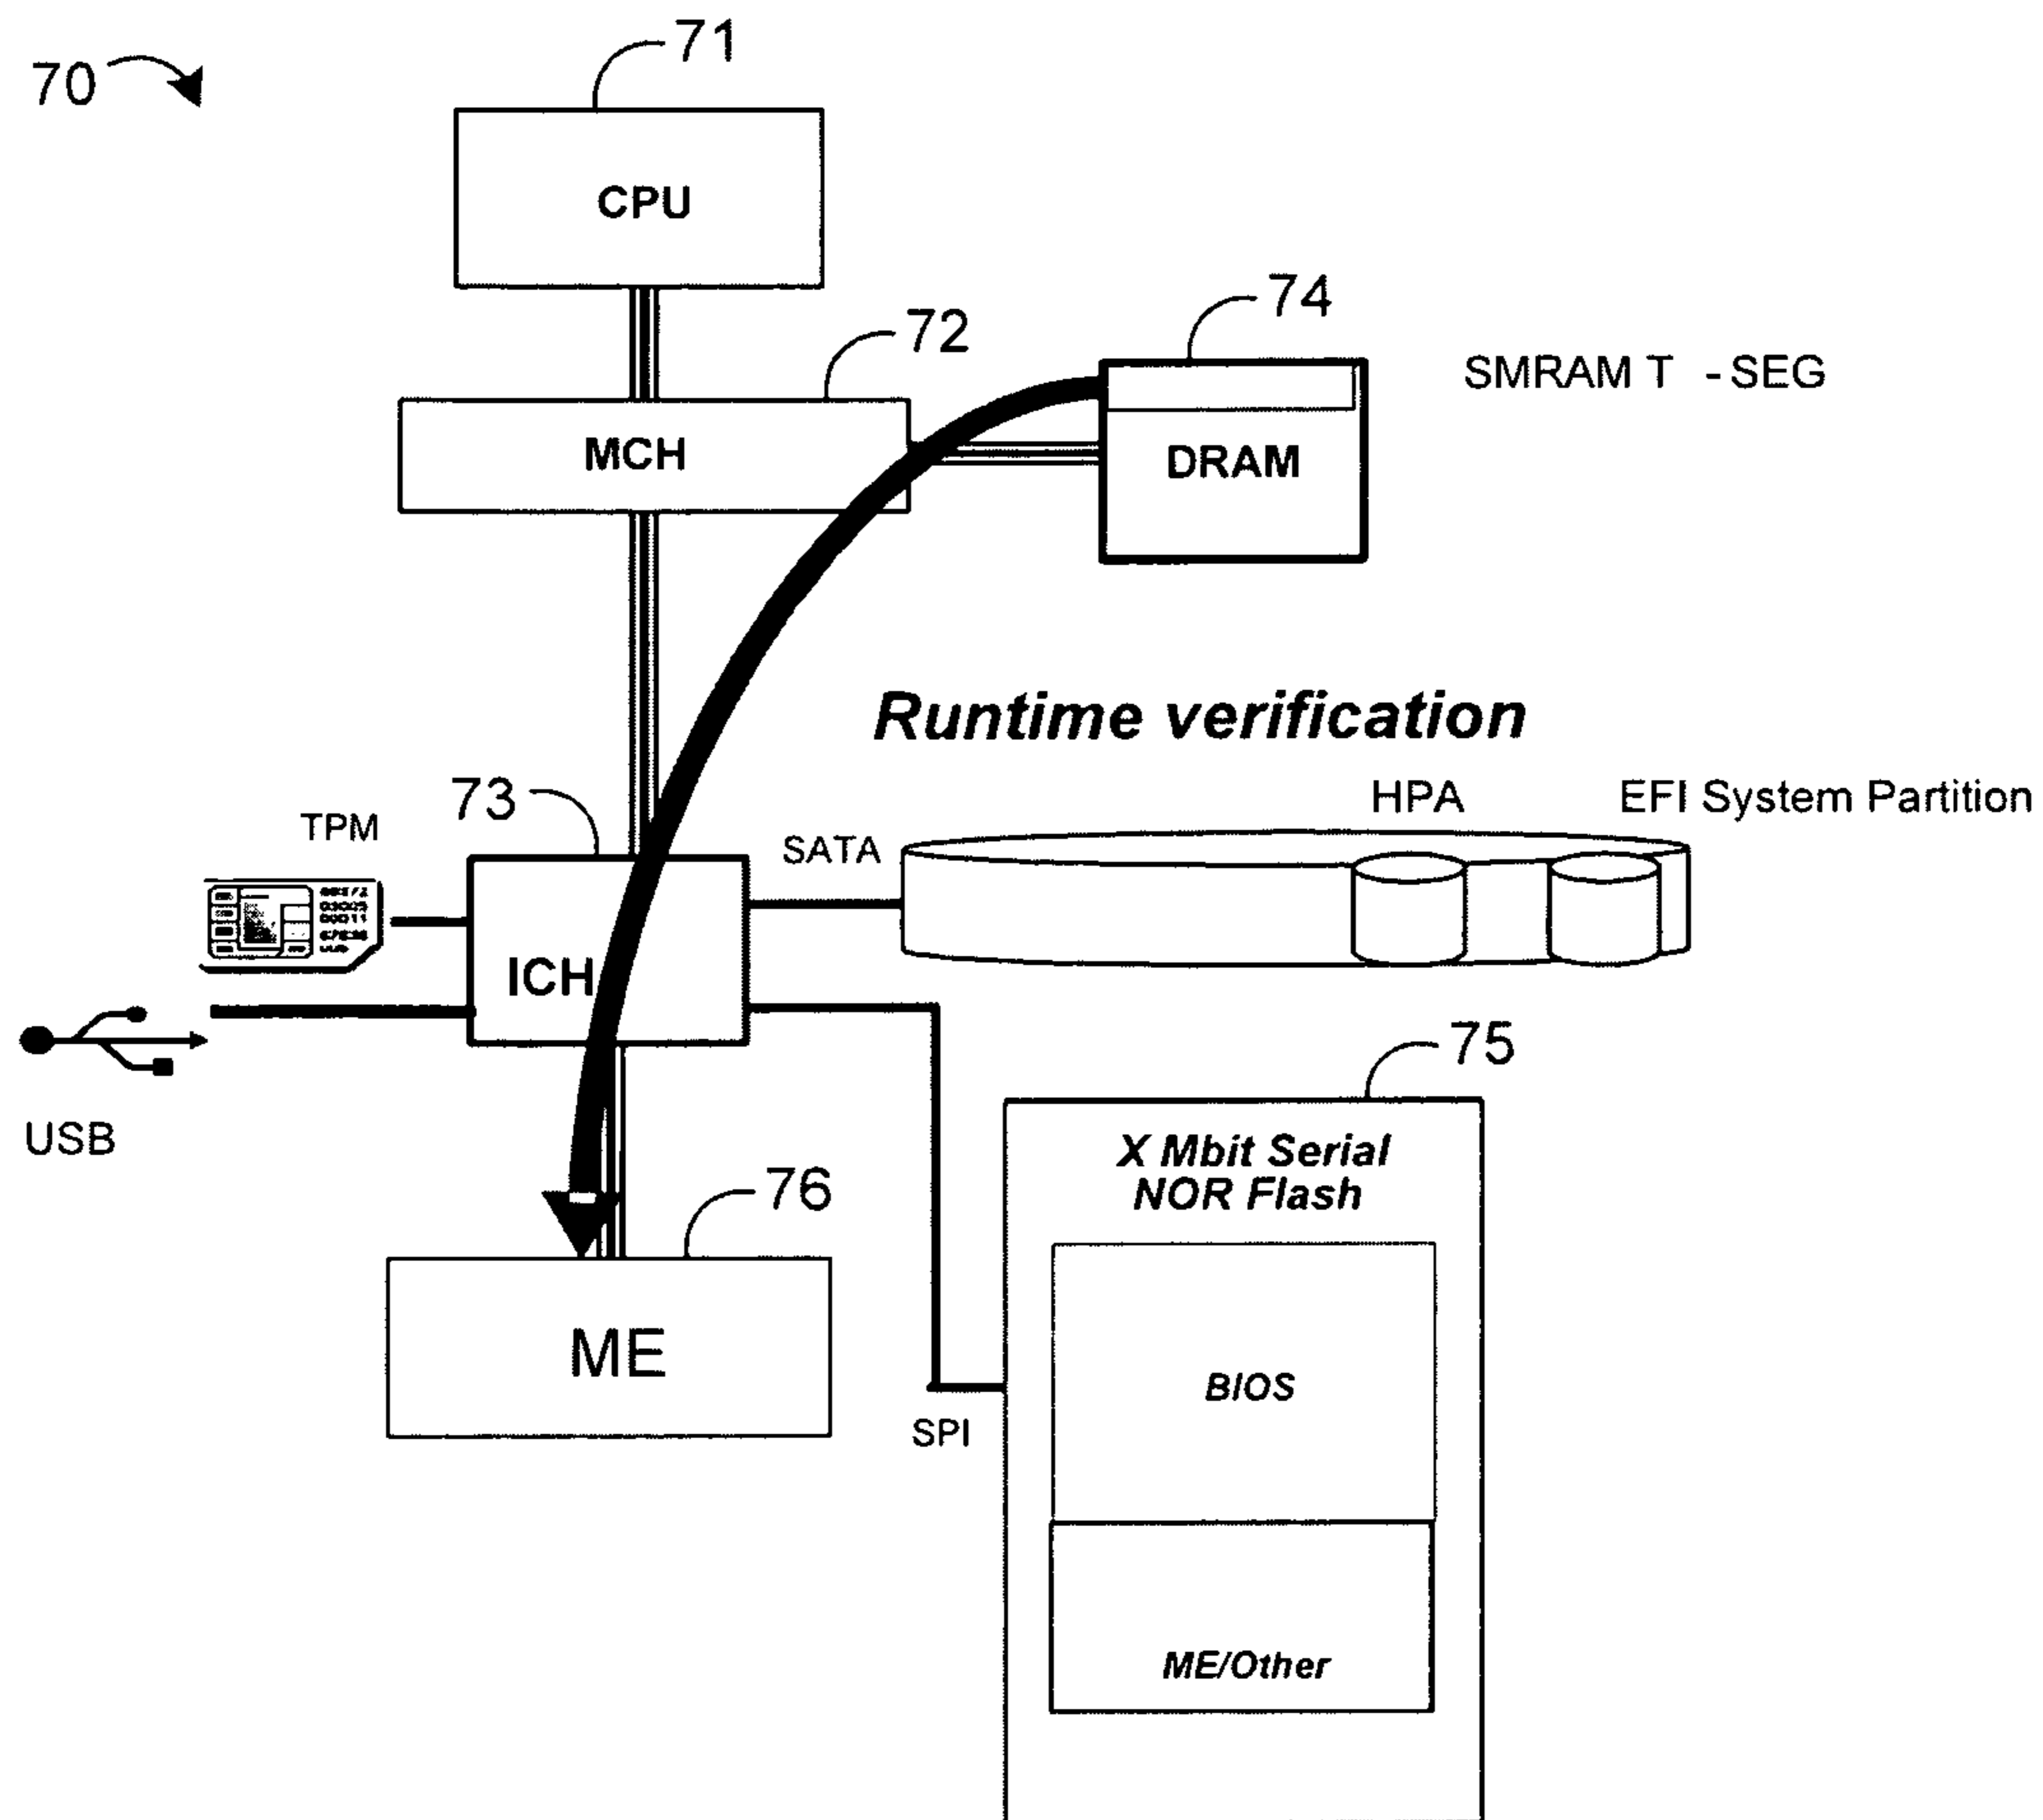 70
71
CPU
72
74
SMRAM T - SEG
MCH
DRAM
Runtime verification
73
HPA
EFI System Partition
TPM
SATA
ICH
USB
75
X Mbit Serial
NOR Flash
76
BIOS
ME
SPI
ME/Other